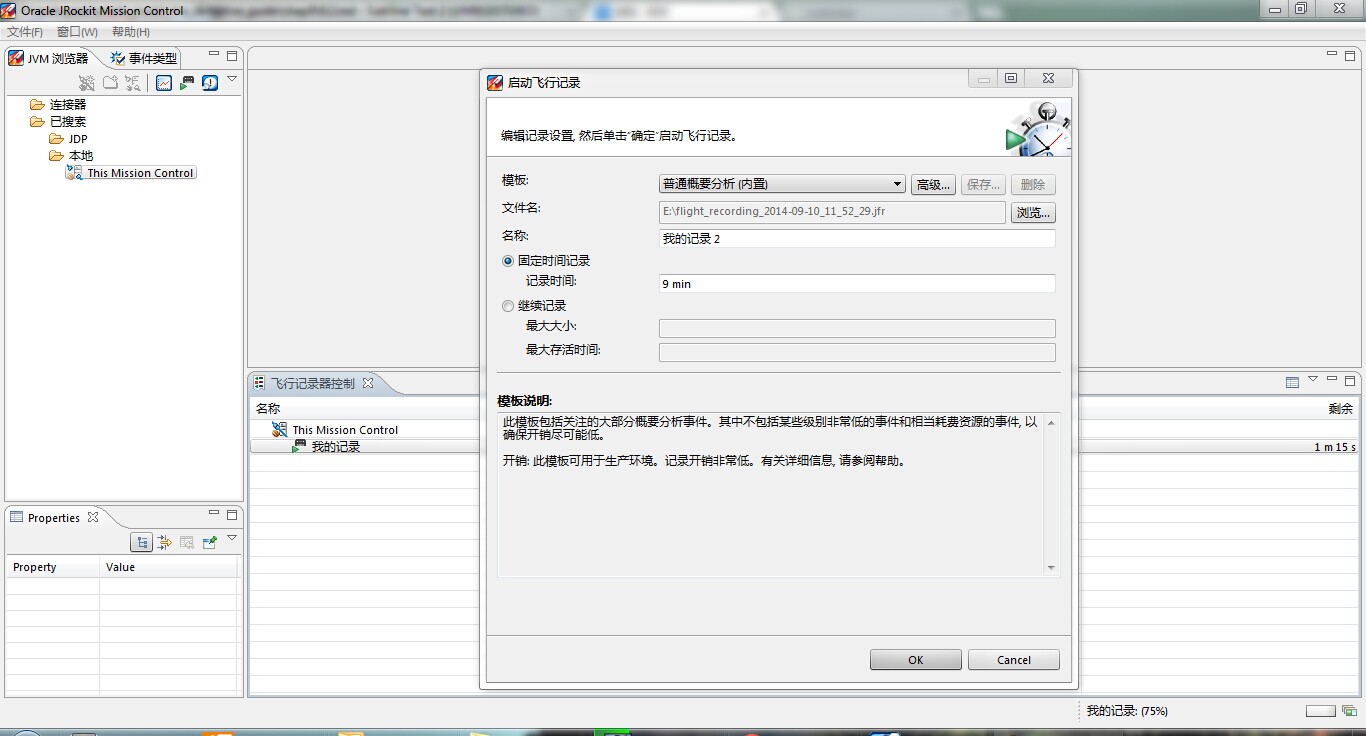 Oracle JRockit Mission Control
文件(F) 窗口(W) 帮助(H)
JVM 浏览器 事件类型
连接器
已搜索
JDP
本地
This Mission Control
Properties
Property Value
启动飞行记录
编辑记录设置, 然后单击"确定"启动飞行记录。
模板: 普通概要分析 (内置) 高级... 保存... 删除
文件名: E:\flight_recording_2014-09-10_11_52_29.jfr 浏览...
名称: 我的记录 2
固定时间记录
记录时间: 9 min
继续记录
最大大小:
最大存活时间:
模板说明:
此模板包括关注的大部分概要分析事件。其中不包括某些级别非常低的事件和相当耗费资源的事件, 以
确保开销尽可能低。
开销: 此模板可用于生产环境。记录开销非常低。有关详细信息, 请参阅帮助。
OK Cancel
飞行记录器控制
名称 剩余
This Mission Control
我的记录 1 m 15 s
我的记录: (75%)